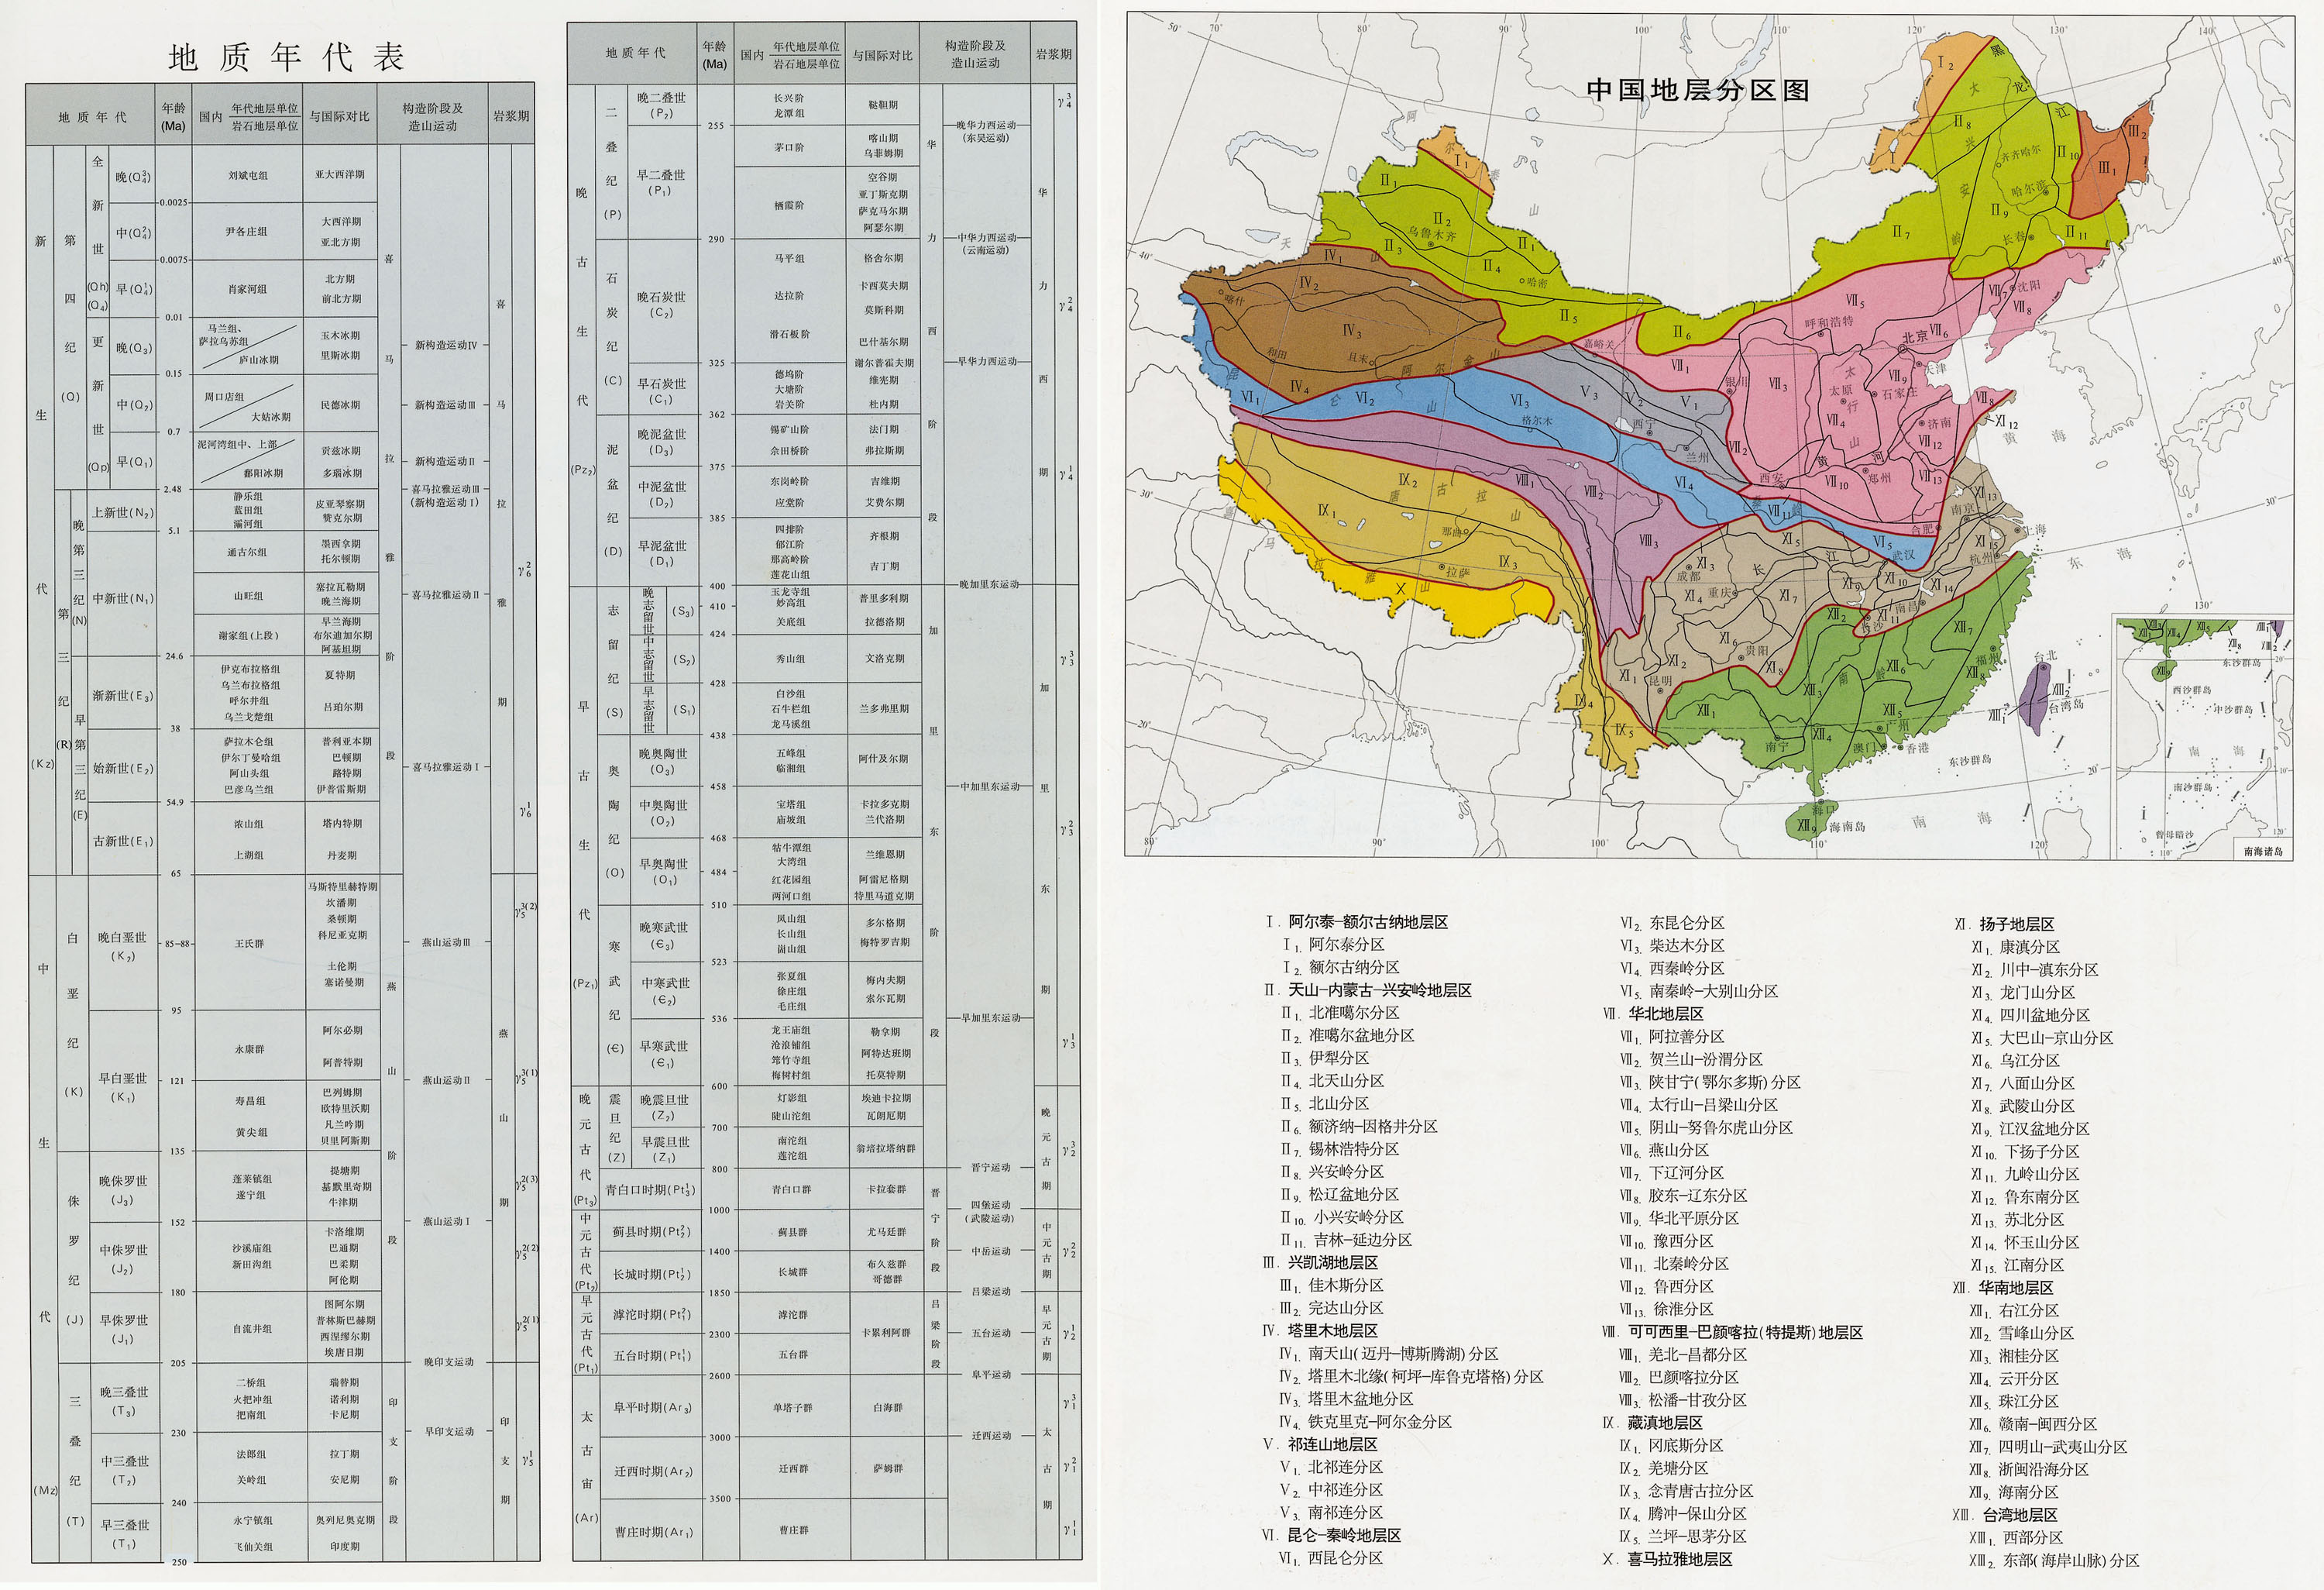 地质年代表
地质年代
年龄
(Ma)
国内
年代地层单位
岩石地层单位
与国际对比
构造阶段及
造山运动
岩浆期
新生代
(Kz)
第四纪
(Q)
全新世
(Qh)
(Q₄)
晚(Q₄³)
刘斌屯组
亚大西洋期
0.0025
中(Q₄²)
尹各庄组
大西洋期
亚北方期
0.0075
早(Q₄¹)
肖家河组
北方期
前北方期
0.01
更新世
(Qp)
晚(Q₃)
马兰组、
萨拉乌苏组
庐山冰期
玉木冰期
里斯冰期
新构造运动Ⅳ
0.15
中(Q₂)
周口店组
大姑冰期
民德冰期
新构造运动Ⅲ
0.7
早(Q₁)
泥河湾组中、上部
鄱阳冰期
贡兹冰期
多瑙冰期
新构造运动Ⅱ
2.48
喜马拉雅运动Ⅲ
(新构造运动Ⅰ)
第三纪
(R)
晚第三纪
(N)
上新世(N₂)
静乐组
蓝田组
灞河组
皮亚琴察期
赞克尔期
5.1
中新世(N₁)
通古尔组
墨西拿期
托尔顿期
山旺组
塞拉瓦勒期
晚兰海期
喜马拉雅运动Ⅱ
谢家组(上段)
早兰海期
布尔迪加尔期
阿基坦期
24.6
早第三纪
(E)
渐新世(E₃)
伊克布拉格组
乌兰布拉格组
呼尔井组
乌兰戈楚组
夏特期
吕珀尔期
38
始新世(E₂)
萨拉木仑组
伊尔丁曼哈组
阿山头组
巴彦乌兰组
普利亚本期
巴顿期
路特期
伊普雷斯期
喜马拉雅运动Ⅰ
54.9
古新世(E₁)
浓山组
上湖组
塔内特期
丹麦期
65
喜马拉雅阶段
喜马拉雅期
γ₆²
γ₆¹
中生代
(Mz)
白垩纪
(K)
晚白垩世
(K₂)
85-88
王氏群
马斯特里赫特期
坎潘期
桑顿期
科尼亚克期
土伦期
塞诺曼期
燕山运动Ⅲ
95
早白垩世
(K₁)
永康群
阿尔必期
阿普特期
121
燕山运动Ⅱ
寿昌组
黄尖组
巴列姆期
欧特里沃期
凡兰吟期
贝里阿斯期
135
侏罗纪
(J)
晚侏罗世
(J₃)
蓬莱镇组
遂宁组
提塘期
基默里奇期
牛津期
152
燕山运动Ⅰ
中侏罗世
(J₂)
沙溪庙组
新田沟组
卡洛维期
巴通期
巴柔期
阿伦期
180
早侏罗世
(J₁)
自流井组
图阿尔期
普林斯巴赫期
西涅缪尔期
埃唐日期
205
晚印支运动
燕山阶段
燕山期
γ₅³⁽²⁾
γ₅³⁽¹⁾
γ₅²⁽³⁾
γ₅²⁽²⁾
γ₅²⁽¹⁾
三叠纪
(T)
晚三叠世
(T₃)
二桥组
火把冲组
把南组
瑞替期
诺利期
卡尼期
230
早印支运动
中三叠世
(T₂)
法郎组
关岭组
拉丁期
安尼期
240
早三叠世
(T₁)
永宁镇组
飞仙关组
奥列尼奥克期
印度期
250
印支阶段
印支期
γ₅¹
地质年代
年龄
(Ma)
国内
年代地层单位
岩石地层单位
与国际对比
构造阶段及
造山运动
岩浆期
晚古生代
(Pz₂)
二叠纪
(P)
晚二叠世
(P₂)
长兴阶
龙潭组
鞑靼期
255
晚华力西运动
(东吴运动)
早二叠世
(P₁)
茅口阶
喀山期
乌菲姆期
栖霞阶
空谷期
亚丁斯克期
萨克马尔期
阿瑟尔期
290
中华力西运动
(云南运动)
石炭纪
(C)
晚石炭世
(C₂)
马平组
格舍尔期
达拉阶
卡西莫夫期
莫斯科期
滑石板阶
巴什基尔期
325
早华力西运动
早石炭世
(C₁)
德坞阶
大塘阶
岩关阶
谢尔普霍夫期
维宪期
杜内期
362
泥盆纪
(D)
晚泥盆世
(D₃)
锡矿山阶
佘田桥阶
法门期
弗拉斯期
375
中泥盆世
(D₂)
东岗岭阶
应堂阶
吉维期
艾费尔期
385
早泥盆世
(D₁)
四排阶
郁江阶
那高岭阶
莲花山组
齐根期
吉丁期
400
晚加里东运动
华力西阶段
华力西期
γ₄³
γ₄²
γ₄¹
早古生代
(Pz₁)
志留纪
(S)
晚志留世
(S₃)
玉龙寺组
妙高组
普里多利期
410
关底组
拉德洛期
424
中志留世
(S₂)
秀山组
文洛克期
428
早志留世
(S₁)
白沙组
石牛栏组
龙马溪组
兰多弗里期
438
奥陶纪
(O)
晚奥陶世
(O₃)
五峰组
临湘组
阿什及尔期
458
中加里东运动
中奥陶世
(O₂)
宝塔组
庙坡组
卡拉多克期
兰代洛期
468
早奥陶世
(O₁)
牯牛潭组
大湾组
兰维恩期
484
红花园组
两河口组
阿雷尼格期
特里马道克期
510
寒武纪
(Є)
晚寒武世
(Є₃)
凤山组
长山组
崮山组
多尔格期
梅特罗吉期
523
中寒武世
(Є₂)
张夏组
徐庄组
毛庄组
梅内夫期
索尔瓦期
536
早加里东运动
早寒武世
(Є₁)
龙王庙组
沧浪铺组
筇竹寺组
梅树村组
勒拿期
阿特达班期
托莫特期
600
加里东阶段
加里东期
γ₃³
γ₃²
γ₃¹
晚元古代
(Pt₃)
震旦纪
(Z)
晚震旦世
(Z₂)
灯影组
陡山沱组
埃迪卡拉期
瓦朗厄期
700
早震旦世
(Z₁)
南沱组
莲沱组
翁培拉塔纳群
800
晋宁运动
青白口时期(Pt₃¹)
青白口群
卡拉套群
1000
四堡运动
(武陵运动)
晚元古期
γ₂³
中元古代
(Pt₂)
蓟县时期(Pt₂²)
蓟县群
尤马廷群
1400
中岳运动
长城时期(Pt₂¹)
长城群
布久兹群
哥德群
1850
吕梁运动
晋宁阶段
中元古期
γ₂²
早元古代
(Pt₁)
滹沱时期(Pt₁²)
滹沱群
卡累利阿群
2300
五台运动
五台时期(Pt₁¹)
五台群
2600
阜平运动
吕梁阶段
早元古期
γ₂¹
太古宙
(Ar)
阜平时期(Ar₃)
单塔子群
白海群
3000
迁西运动
迁西时期(Ar₂)
迁西群
萨姆群
3500
曹庄时期(Ar₁)
曹庄群
太古期
γ₁³
γ₁²
γ₁¹
中国地层分区图
50°
70°
80°
90°
100°
110°
120°
130°
140°
40°
30°
20°
阿尔泰山
天山
大兴安岭
黑龙江
昆仑山
阿尔金山
唐古拉山
喜马拉雅山
太行山
秦岭
南岭
黄河
长江
黄海
东海
南海
齐齐哈尔
哈尔滨
长春
沈阳
乌鲁木齐
哈密
喀什
和田
且末
嘉峪关
呼和浩特
北京
天津
银川
太原
石家庄
济南
格尔木
西宁
兰州
西安
郑州
合肥
南京
上海
武汉
杭州
那曲
拉萨
成都
重庆
南昌
长沙
贵阳
昆明
福州
台北
台湾岛
南宁
广州
澳门
香港
海口
海南岛
东沙群岛
西沙群岛
中沙群岛
南沙群岛
曾母暗沙
南海诸岛
Ⅰ. 阿尔泰—额尔古纳地层区
Ⅰ₁. 阿尔泰分区
Ⅰ₂. 额尔古纳分区
Ⅱ. 天山—内蒙古—兴安岭地层区
Ⅱ₁. 北准噶尔分区
Ⅱ₂. 准噶尔盆地分区
Ⅱ₃. 伊犁分区
Ⅱ₄. 北天山分区
Ⅱ₅. 北山分区
Ⅱ₆. 额济纳—因格井分区
Ⅱ₇. 锡林浩特分区
Ⅱ₈. 兴安岭分区
Ⅱ₉. 松辽盆地分区
Ⅱ₁₀. 小兴安岭分区
Ⅱ₁₁. 吉林—延边分区
Ⅲ. 兴凯湖地层区
Ⅲ₁. 佳木斯分区
Ⅲ₂. 完达山分区
Ⅳ. 塔里木地层区
Ⅳ₁. 南天山(迈丹—博斯腾湖)分区
Ⅳ₂. 塔里木北缘(柯坪—库鲁克塔格)分区
Ⅳ₃. 塔里木盆地分区
Ⅳ₄. 铁克里克—阿尔金分区
Ⅴ. 祁连山地层区
Ⅴ₁. 北祁连分区
Ⅴ₂. 中祁连分区
Ⅴ₃. 南祁连分区
Ⅵ. 昆仑—秦岭地层区
Ⅵ₁. 西昆仑分区
Ⅵ₂. 东昆仑分区
Ⅵ₃. 柴达木分区
Ⅵ₄. 西秦岭分区
Ⅵ₅. 南秦岭—大别山分区
Ⅶ. 华北地层区
Ⅶ₁. 阿拉善分区
Ⅶ₂. 贺兰山—汾渭分区
Ⅶ₃. 陕甘宁(鄂尔多斯)分区
Ⅶ₄. 太行山—吕梁山分区
Ⅶ₅. 阴山—努鲁尔虎山分区
Ⅶ₆. 燕山分区
Ⅶ₇. 下辽河分区
Ⅶ₈. 胶东—辽东分区
Ⅶ₉. 华北平原分区
Ⅶ₁₀. 豫西分区
Ⅶ₁₁. 北秦岭分区
Ⅶ₁₂. 鲁西分区
Ⅶ₁₃. 徐淮分区
Ⅷ. 可可西里—巴颜喀拉(特提斯)地层区
Ⅷ₁. 羌北—昌都分区
Ⅷ₂. 巴颜喀拉分区
Ⅷ₃. 松潘—甘孜分区
Ⅸ. 藏滇地层区
Ⅸ₁. 冈底斯分区
Ⅸ₂. 羌塘分区
Ⅸ₃. 念青唐古拉分区
Ⅸ₄. 腾冲—保山分区
Ⅸ₅. 兰坪—思茅分区
Ⅹ. 喜马拉雅地层区
Ⅺ. 扬子地层区
Ⅺ₁. 康滇分区
Ⅺ₂. 川中—滇东分区
Ⅺ₃. 龙门山分区
Ⅺ₄. 四川盆地分区
Ⅺ₅. 大巴山—京山分区
Ⅺ₆. 乌江分区
Ⅺ₇. 八面山分区
Ⅺ₈. 武陵山分区
Ⅺ₉. 江汉盆地分区
Ⅺ₁₀. 下扬子分区
Ⅺ₁₁. 九岭山分区
Ⅺ₁₂. 鲁东南分区
Ⅺ₁₃. 苏北分区
Ⅺ₁₄. 怀玉山分区
Ⅺ₁₅. 江南分区
Ⅻ. 华南地层区
Ⅻ₁. 右江分区
Ⅻ₂. 雪峰山分区
Ⅻ₃. 湘桂分区
Ⅻ₄. 云开分区
Ⅻ₅. 珠江分区
Ⅻ₆. 赣南—闽西分区
Ⅻ₇. 四明山—武夷山分区
Ⅻ₈. 浙闽沿海分区
Ⅻ₉. 海南分区
XⅢ. 台湾地层区
XⅢ₁. 西部分区
XⅢ₂. 东部(海岸山脉)分区